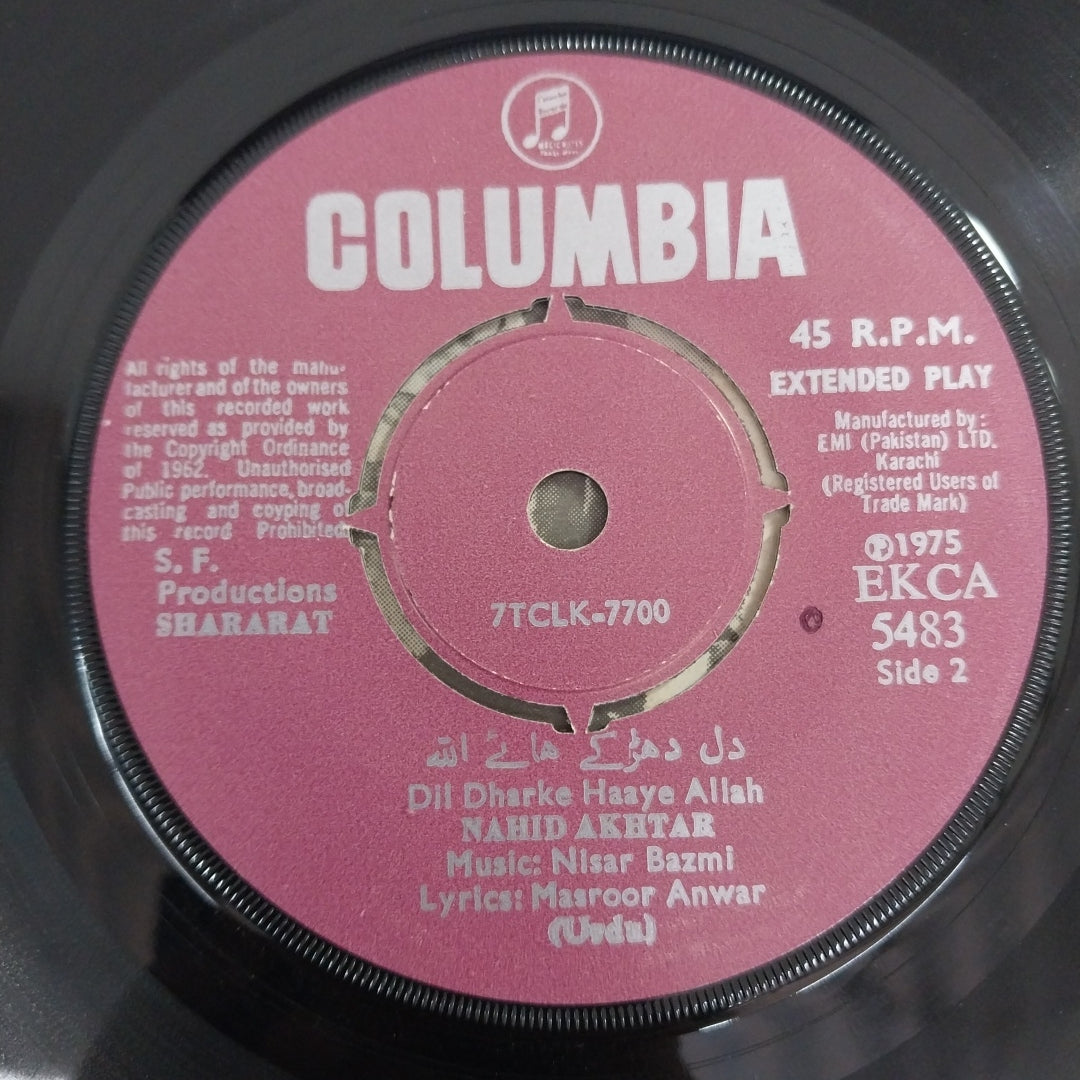 COLUMBIA
45 R.P.M.
EXTENDED PLAY
All rights of the manu-
facturer and of the owners
of this recorded work
reserved as provided by
the Copyright Ordinance
of 1962. Unauthorised
Public performance, broad-
casting and coyping of
this record Prohibited.
Manufactured by:
EMI (Pakistan) LTD.
Karachi
(Registered Users of
Trade Mark)
S. F.
Productions
SHARARAT
℗1975
EKCA
5483
Side 2
7TCLK-7700
دل دھڑکے ھائے اللہ
Dil Dharke Haaye Allah
NAHID AKHTAR
Music: Nisar Bazmi
Lyrics: Masroor Anwar
(Urdu)